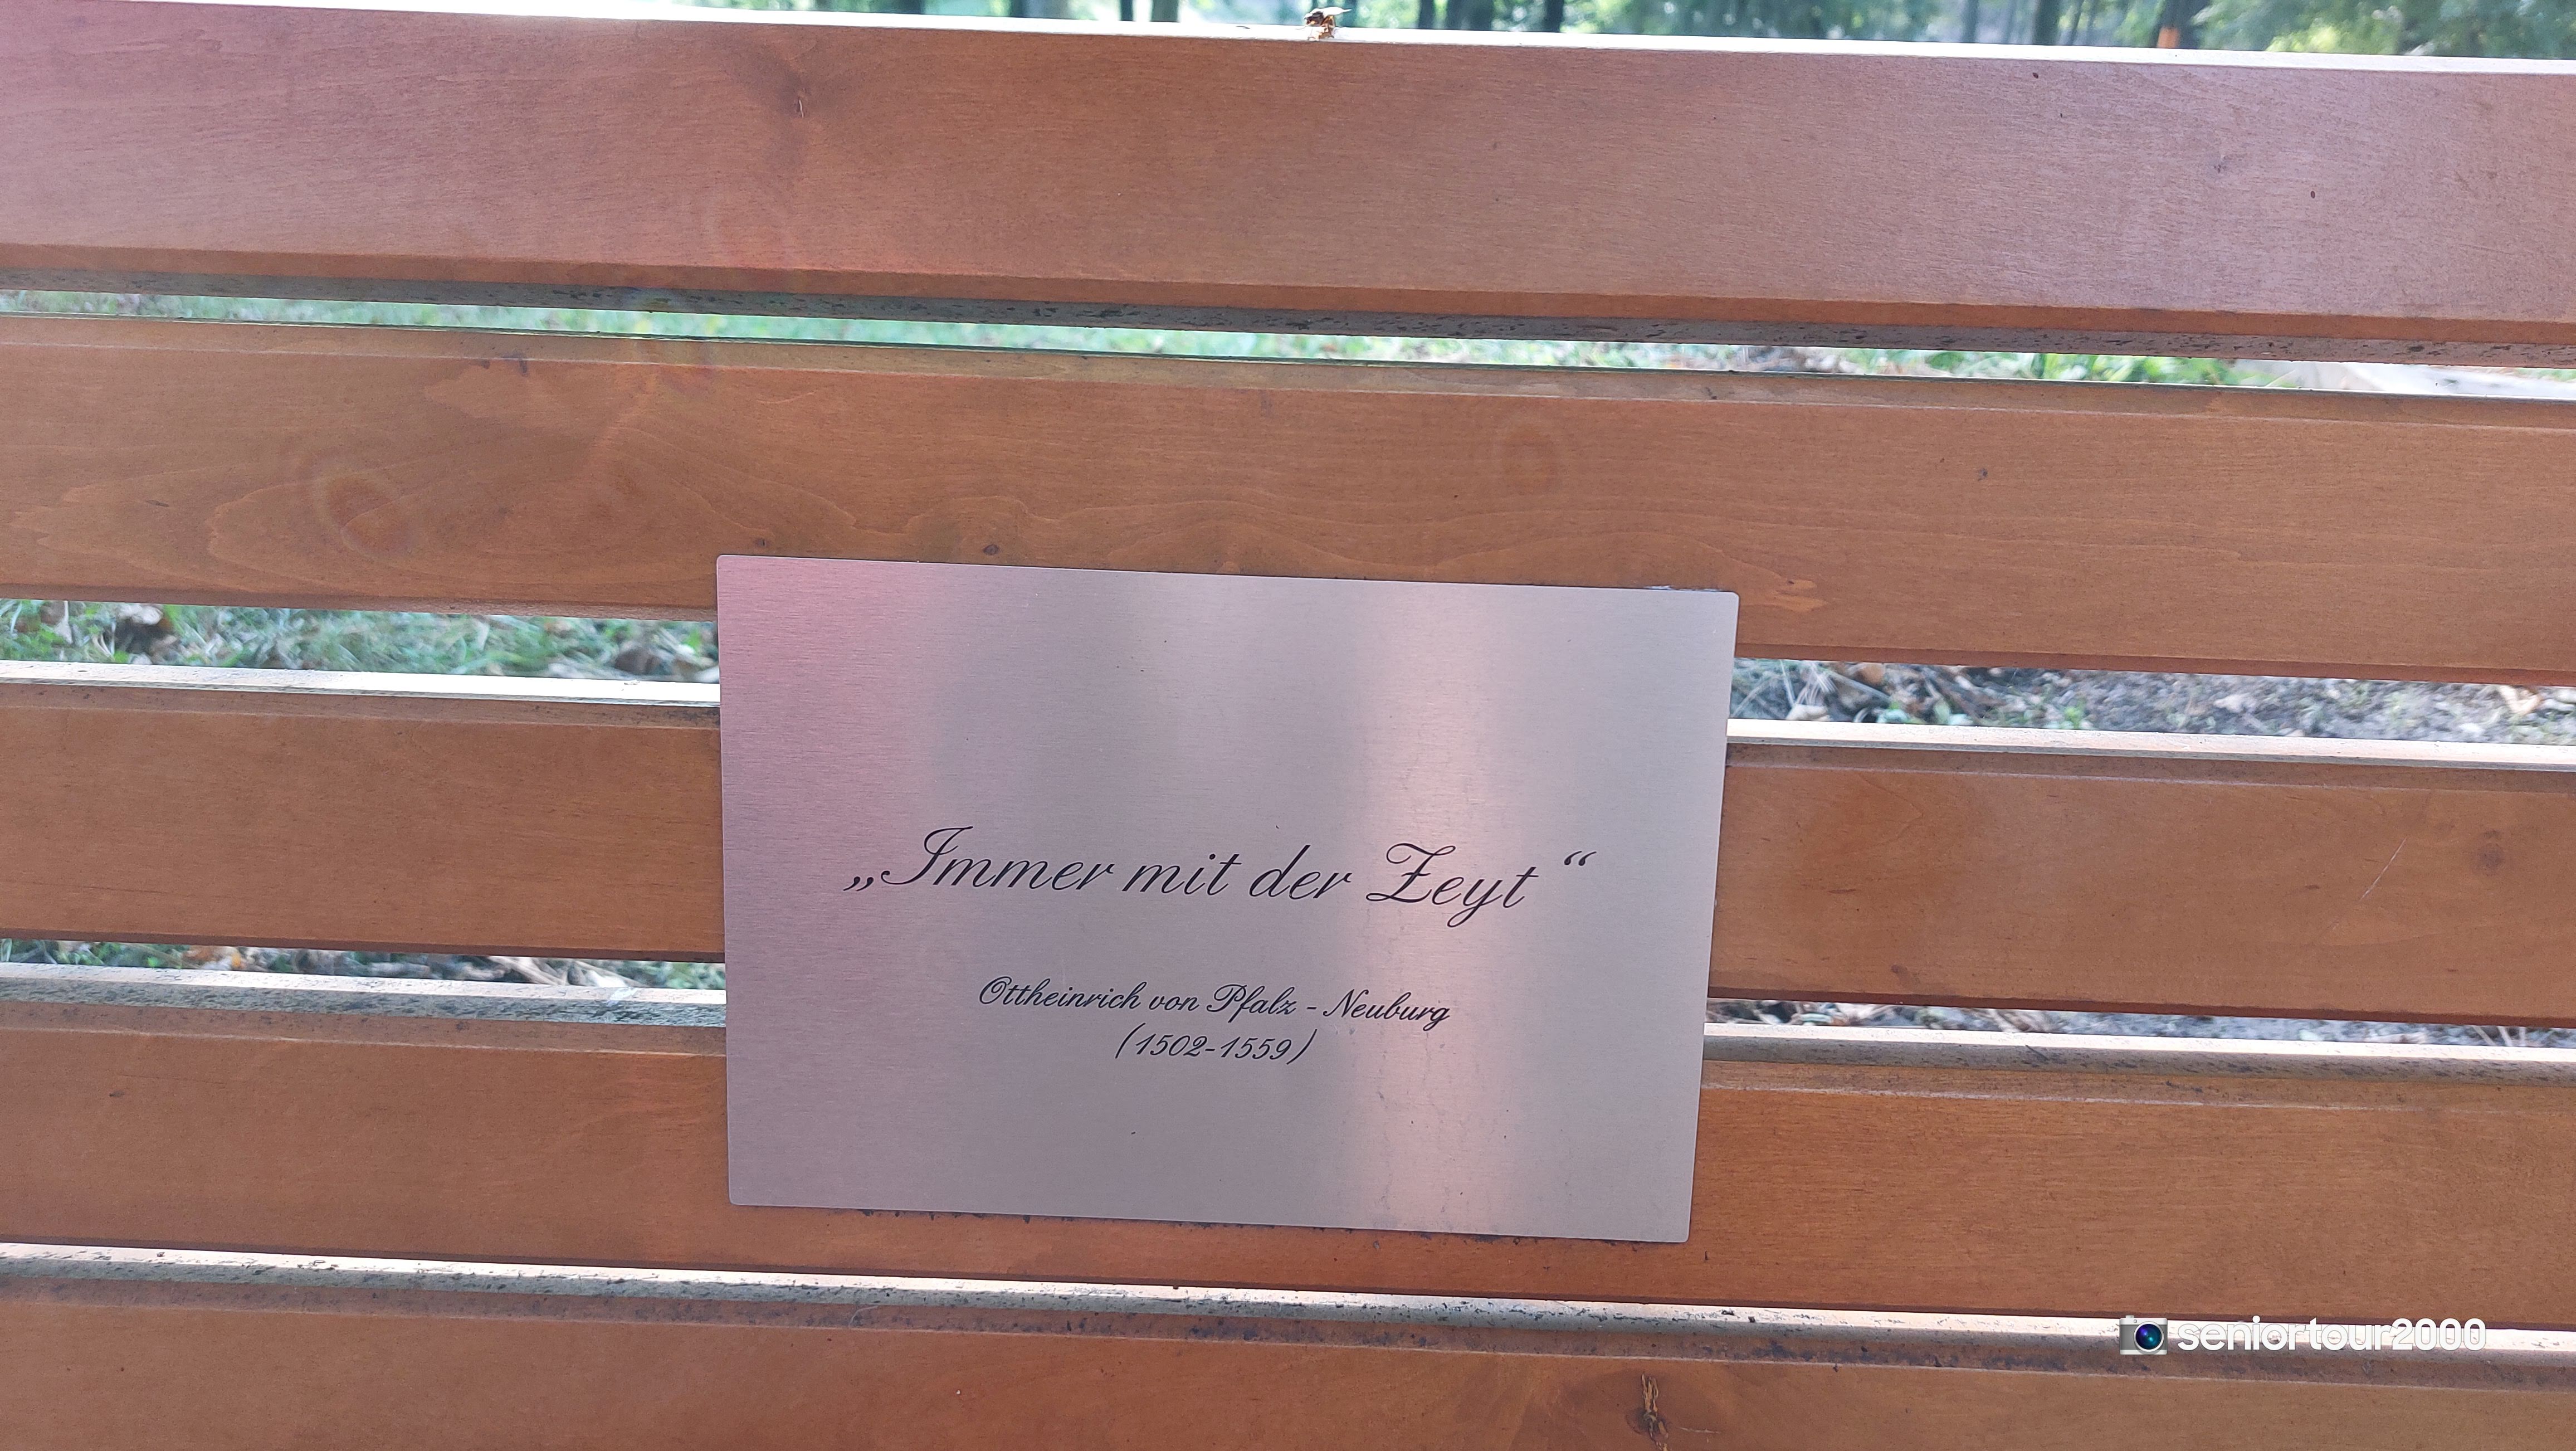 „Immer mit der Zeyt“
Ottheinrich von Pfalz - Neuburg
(1502-1559)
seniortour2000